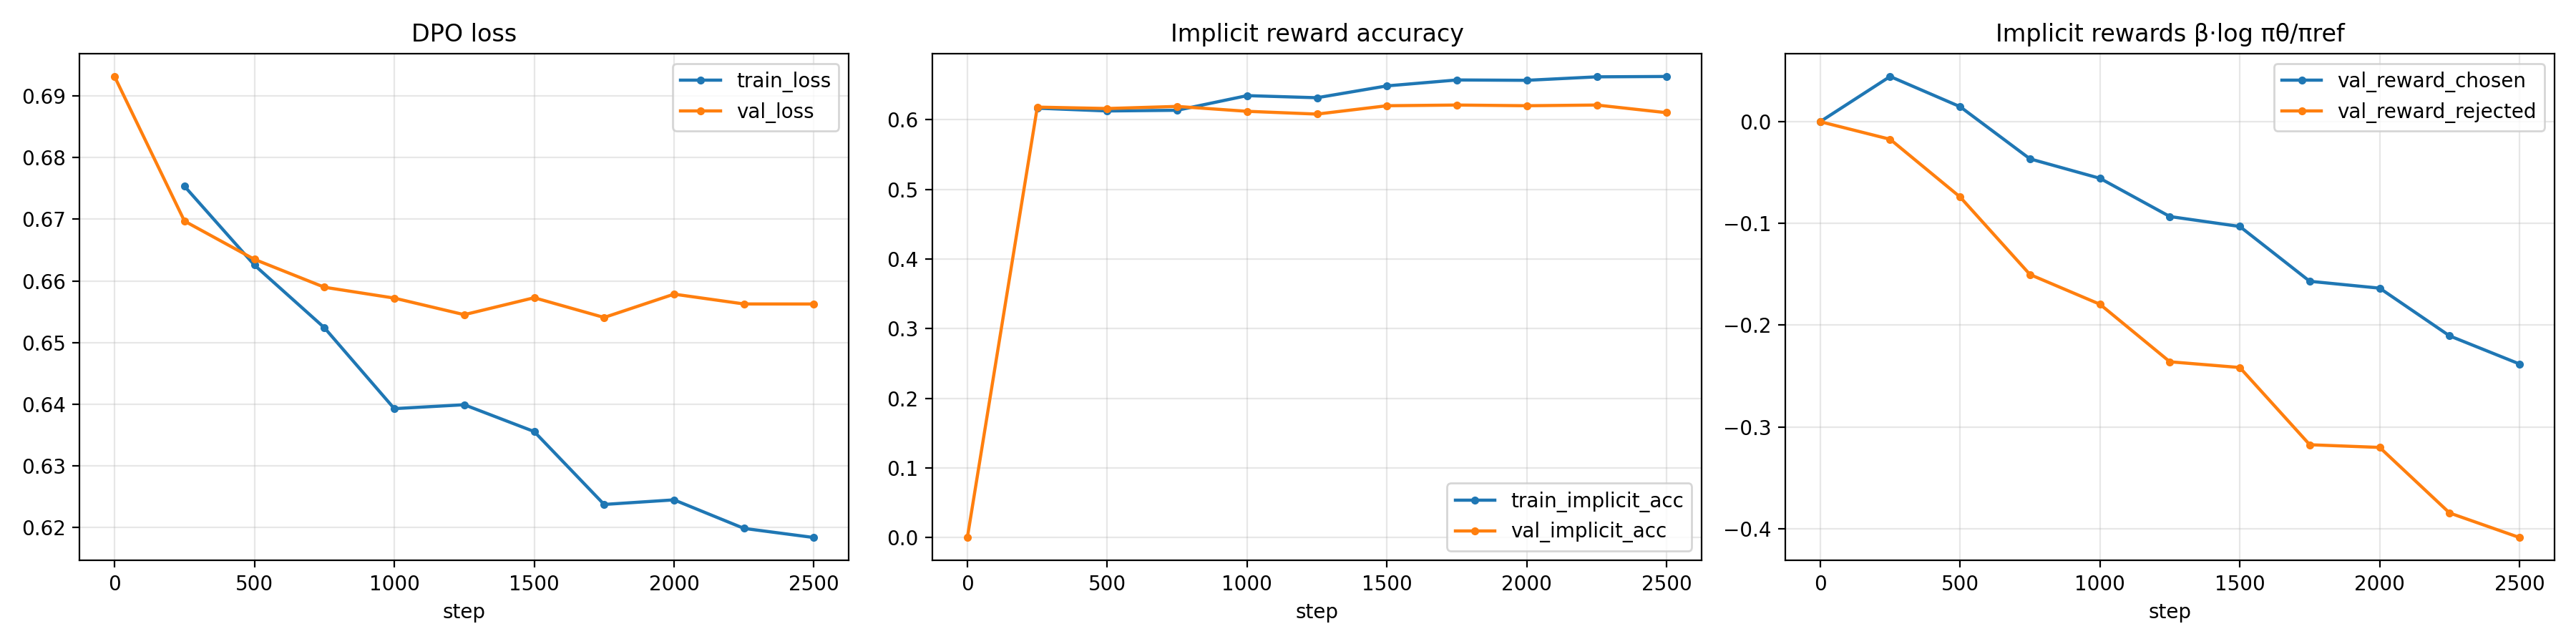 DPO loss
train_loss
val_loss
0.69
0.68
0.67
0.66
0.65
0.64
0.63
0.62
0 500 1000 1500 2000 2500
step
Implicit reward accuracy
0.6
0.5
0.4
0.3
0.2
0.1
0.0
train_implicit_acc
val_implicit_acc
0 500 1000 1500 2000 2500
step
Implicit rewards β·log πθ/πref
val_reward_chosen
val_reward_rejected
0.0
−0.1
−0.2
−0.3
−0.4
0 500 1000 1500 2000 2500
step